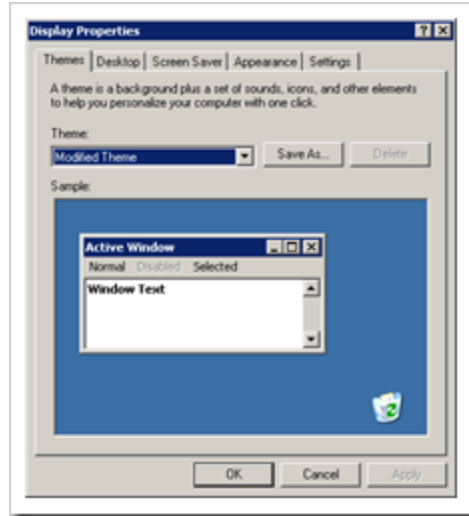 Display Properties
Themes Desktop Screen Saver Appearance Settings
A theme is a background plus a set of sounds, icons, and other elements
to help you personalize your computer with one click.
Theme:
Modified Theme Save As... Delete
Sample:
Active Window
Normal Disabled Selected
Window Text
OK Cancel Apply